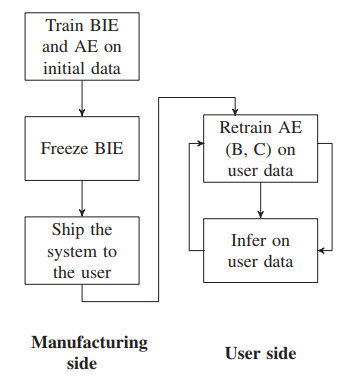 Train BIE
and AE on
initial data
Freeze BIE
Ship the
system to
the user
Retrain AE
(B, C) on
user data
Infer on
user data
Manufacturing
side
User side